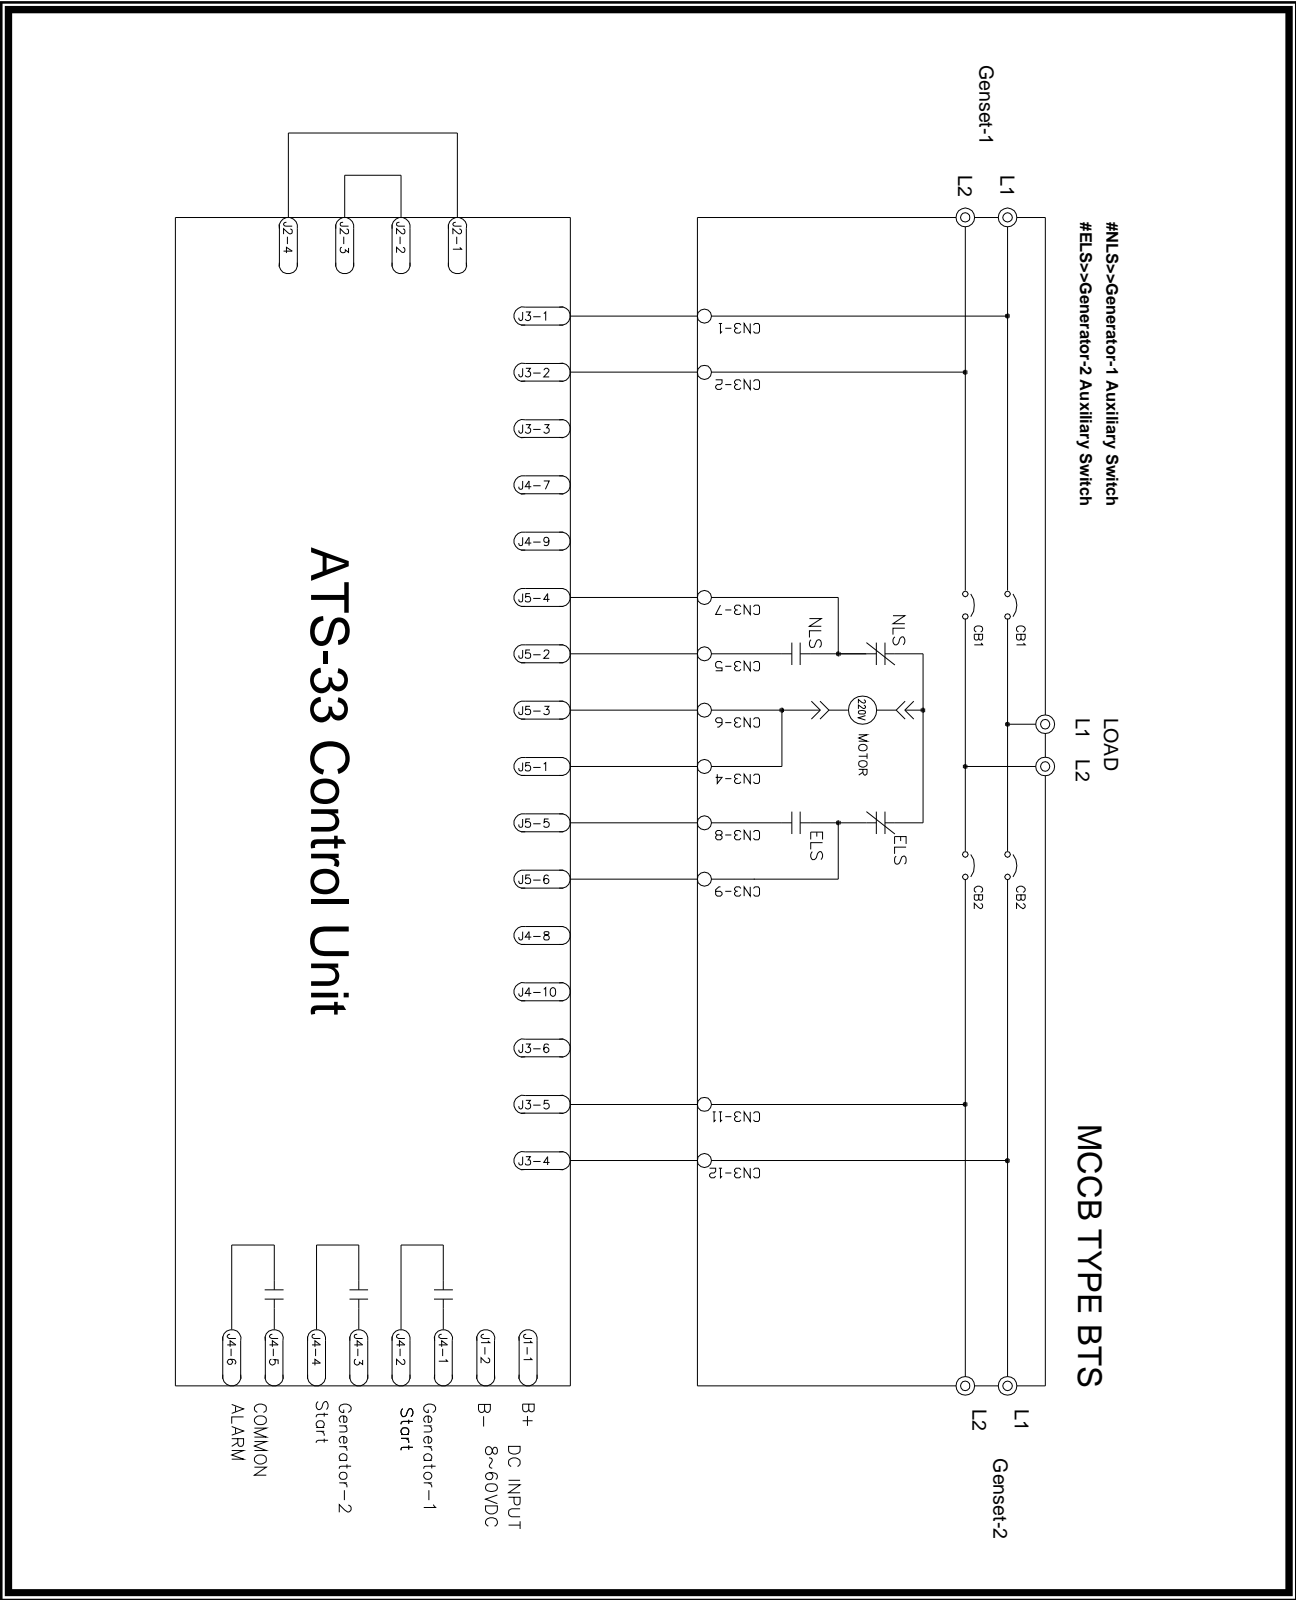 MCCB TYPE BTS
#NLS>>Generator-1 Auxiliary Switch
#ELS>>Generator-2 Auxiliary Switch
LOAD
L1 L2
Genset-1
L1
L2
CB1
CB1
CB2
CB2
L1
L2
Genset-2
NLS
NLS
220V
MOTOR
ELS
ELS
CN3-1
CN3-2
CN3-7
CN3-5
CN3-6
CN3-4
CN3-8
CN3-9
CN3-11
CN3-12
J3-1
J3-2
J3-3
J4-7
J4-9
J5-4
J5-2
J5-3
J5-1
J5-5
J5-6
J4-8
J4-10
J3-6
J3-5
J3-4
J2-1
J2-2
J2-3
J2-4
ATS-33 Control Unit
J1-1
B+
J1-2
B-
DC INPUT
8~60VDC
J4-1
J4-2
Generator-1
Start
J4-3
J4-4
Generator-2
Start
J4-5
J4-6
COMMON
ALARM